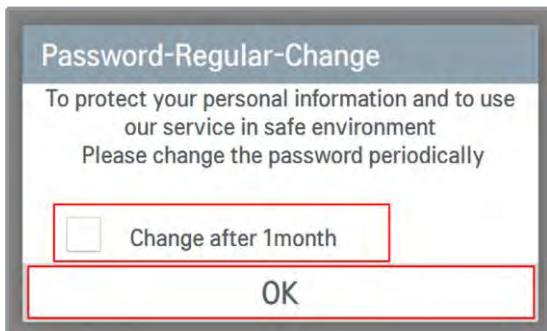 Password-Regular-Change
To protect your personal information and to use
our service in safe environment
Please change the password periodically
Change after 1month
OK